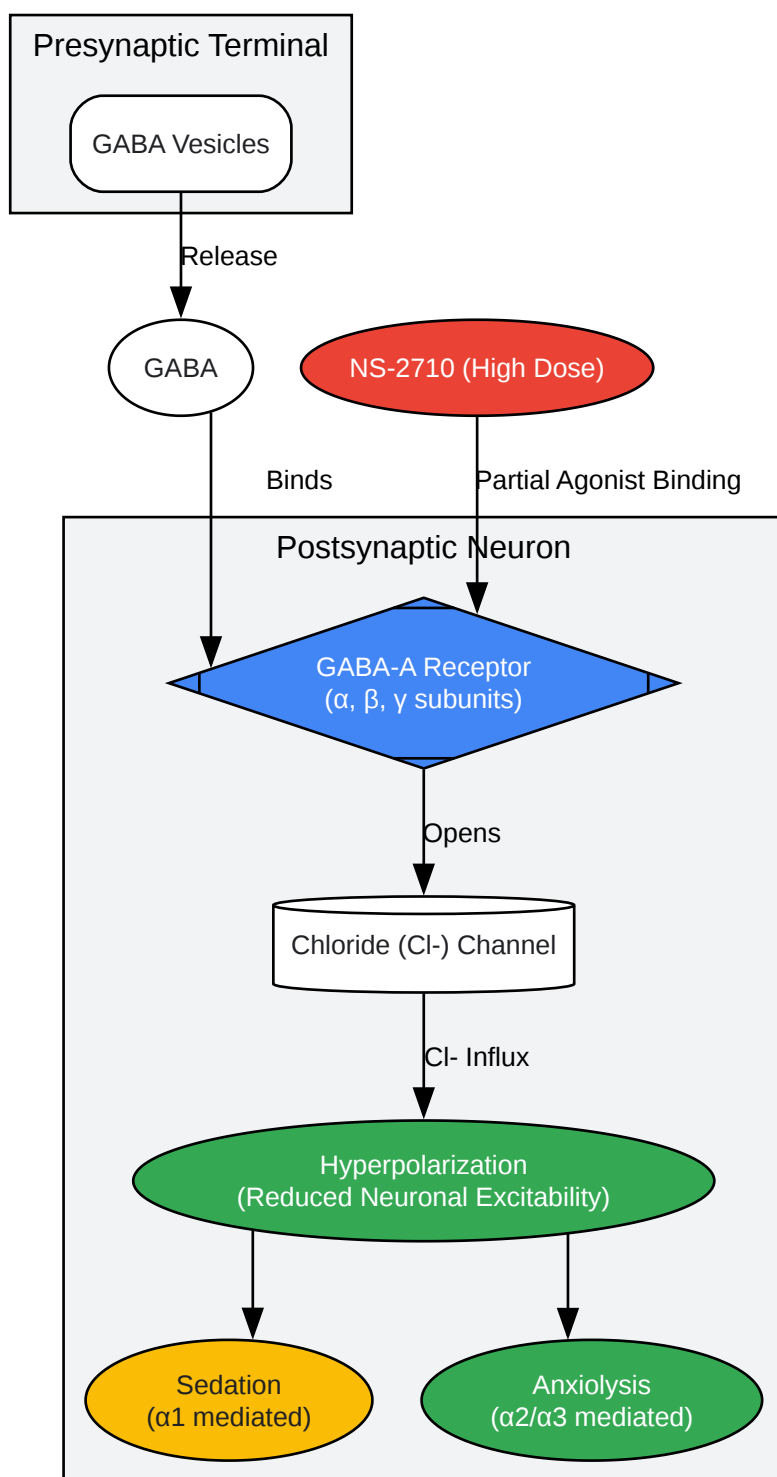 Presynaptic Terminal
GABA Vesicles
Release
GABA
NS-2710 (High Dose)
Binds
Partial Agonist Binding
Postsynaptic Neuron
GABA-A Receptor
(α, β, γ subunits)
Opens
Chloride (Cl-) Channel
Cl- Influx
Hyperpolarization
(Reduced Neuronal Excitability)
Sedation
(α1 mediated)
Anxiolysis
(α2/α3 mediated)